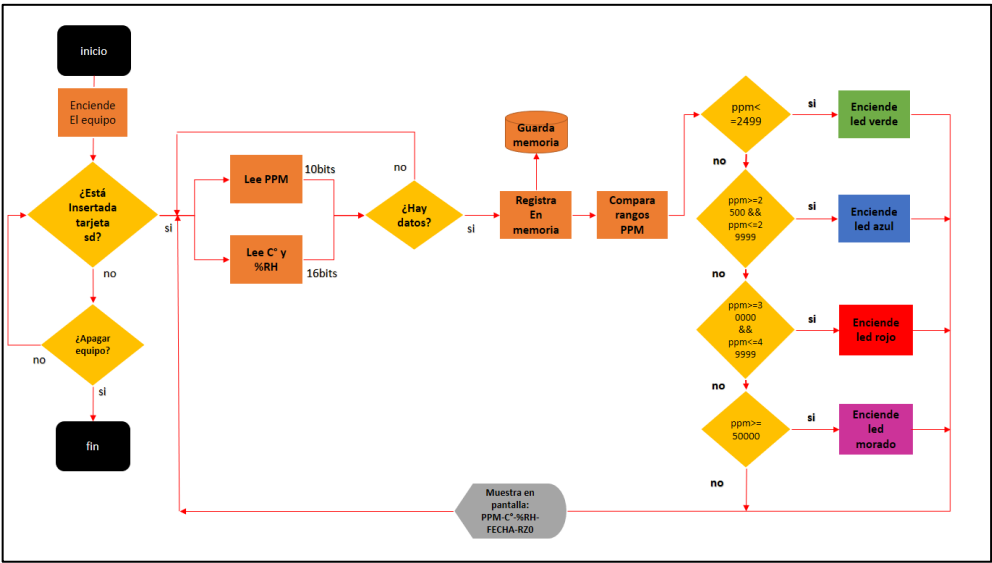 inicio
Enciende
El equipo
¿Está
Insertada
tarjeta
sd?
si
no
¿Apagar
equipo?
no
si
fin
Lee PPM
10bits
Lee C° y
%RH
16bits
no
¿Hay
datos?
si
Guarda
memoria
Registra
En
memoria
Compara
rangos
PPM
ppm<
=2499
si
Enciende
led verde
no
ppm>=2
500 &&
ppm<=2
9999
si
Enciende
led azul
no
ppm>=3
0000
&&
ppm<=4
9999
si
Enciende
led rojo
no
ppm>=
50000
si
Enciende
led
morado
no
Muestra en
pantalla:
PPM-C°-%RH-
FECHA-RZ0